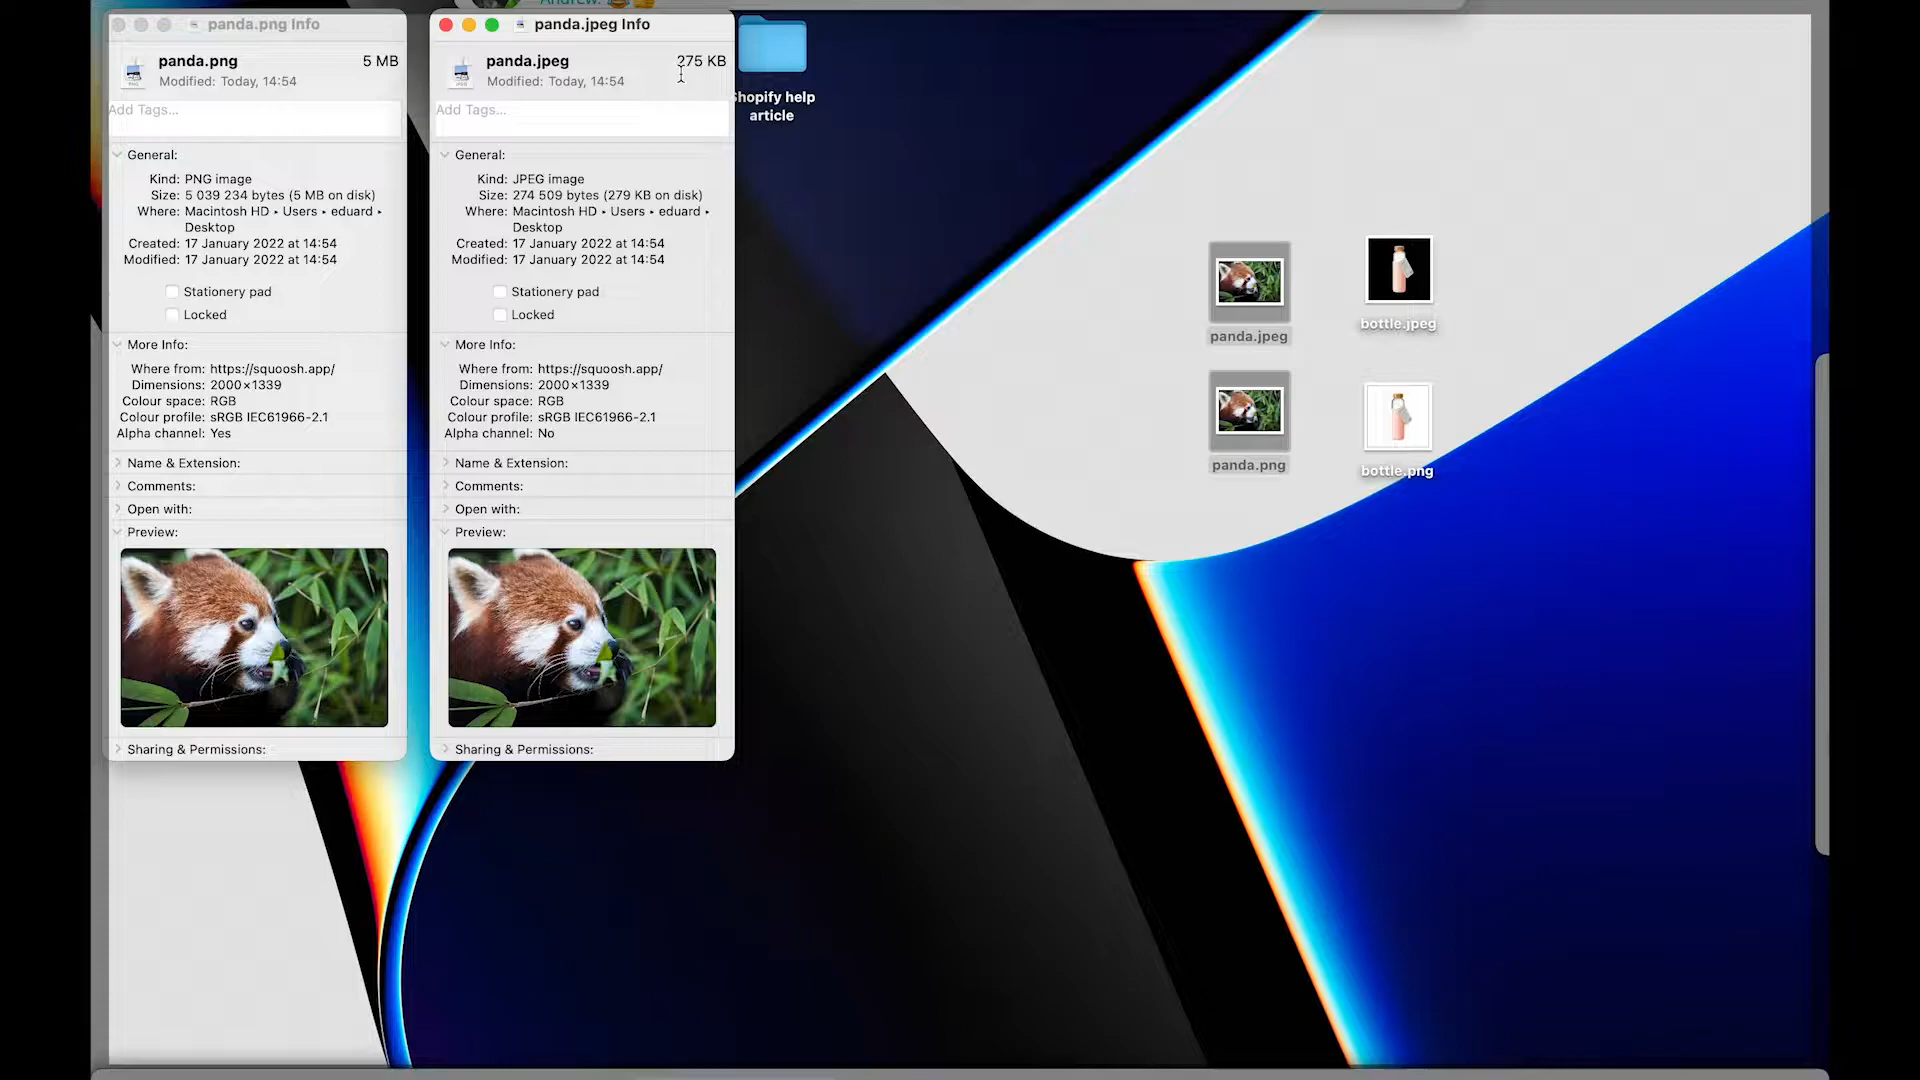 Andrew:
panda.png Info
panda.png
5 MB
Modified: Today, 14:54
Add Tags...
General:
Kind: PNG image
Size: 5 039 234 bytes (5 MB on disk)
Where: Macintosh HD ▸ Users ▸ eduard ▸
Desktop
Created: 17 January 2022 at 14:54
Modified: 17 January 2022 at 14:54
Stationery pad
Locked
More Info:
Where from: https://squoosh.app/
Dimensions: 2000×1339
Colour space: RGB
Colour profile: sRGB IEC61966-2.1
Alpha channel: Yes
Name & Extension:
Comments:
Open with:
Preview:
Sharing & Permissions:
panda.jpeg Info
panda.jpeg
275 KB
Modified: Today, 14:54
Add Tags...
General:
Kind: JPEG image
Size: 274 509 bytes (279 KB on disk)
Where: Macintosh HD ▸ Users ▸ eduard ▸
Desktop
Created: 17 January 2022 at 14:54
Modified: 17 January 2022 at 14:54
Stationery pad
Locked
More Info:
Where from: https://squoosh.app/
Dimensions: 2000×1339
Colour space: RGB
Colour profile: sRGB IEC61966-2.1
Alpha channel: No
Name & Extension:
Comments:
Open with:
Preview:
Sharing & Permissions:
Shopify help
article
panda.jpeg
bottle.jpeg
panda.png
bottle.png